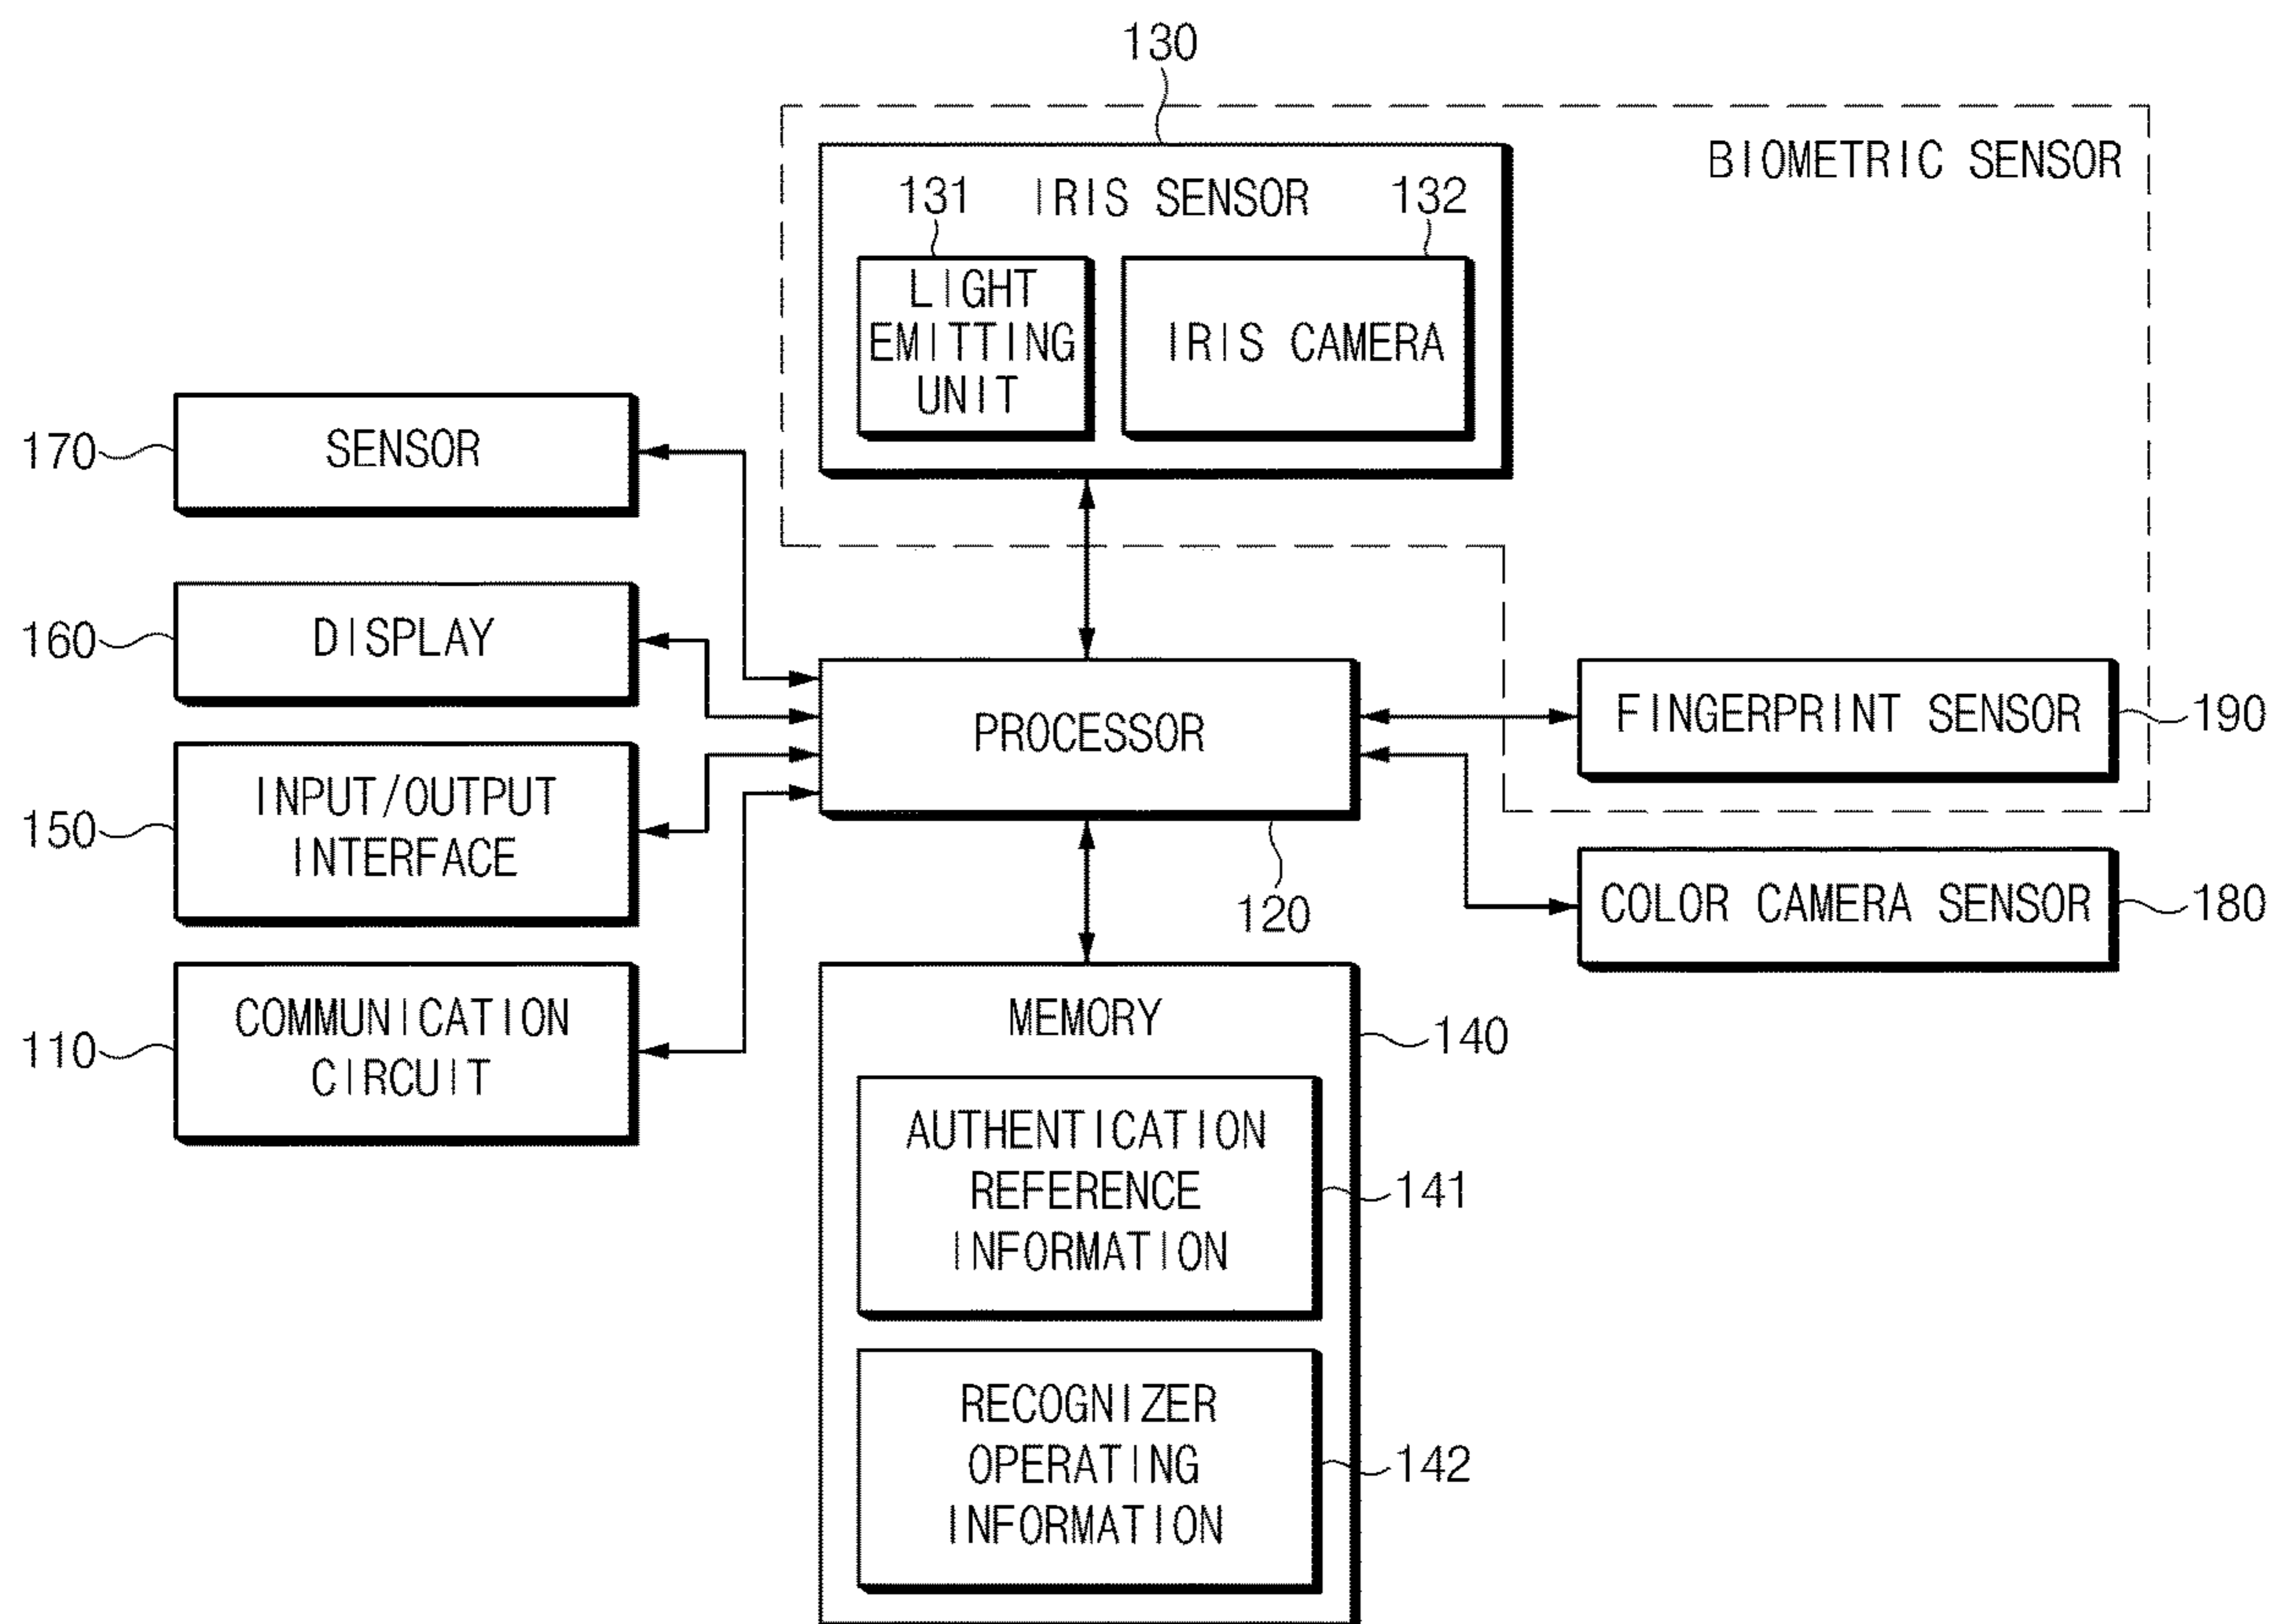 130
BIOMETRIC SENSOR
131
IRIS SENSOR
132
LIGHT
EMITTING
UNIT
IRIS CAMERA
170
SENSOR
160
DISPLAY
PROCESSOR
FINGERPRINT SENSOR
190
150
INPUT/OUTPUT
INTERFACE
120
COLOR CAMERA SENSOR
180
110
COMMUNICATION
CIRCUIT
MEMORY
140
AUTHENTICATION
REFERENCE
INFORMATION
141
RECOGNIZER
OPERATING
INFORMATION
142